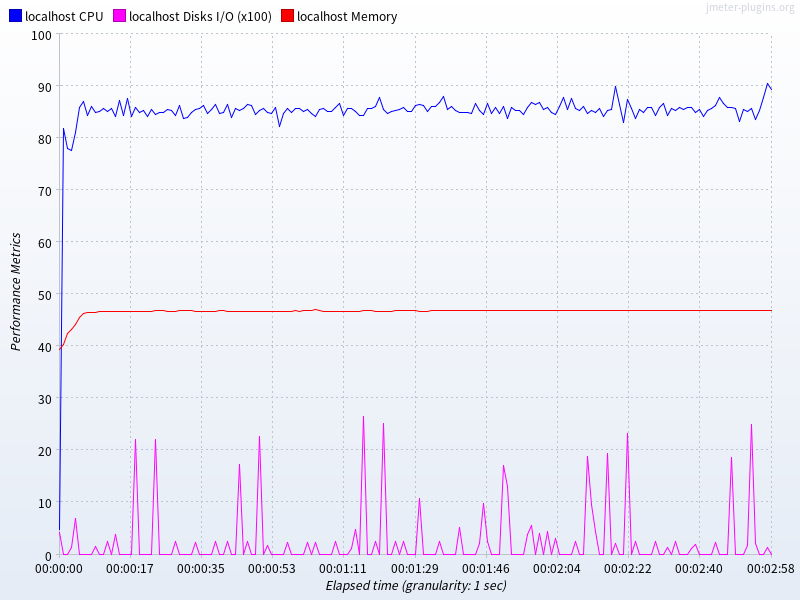 jmeter-plugins.org
localhost CPU localhost Disks I/O (x100) localhost Memory
100
90
80
70
60
50
40
30
20
10
0
Performance Metrics
00:00:00 00:00:17 00:00:35 00:00:53 00:01:11 00:01:29 00:01:46 00:02:04 00:02:22 00:02:40 00:02:58
Elapsed time (granularity: 1 sec)